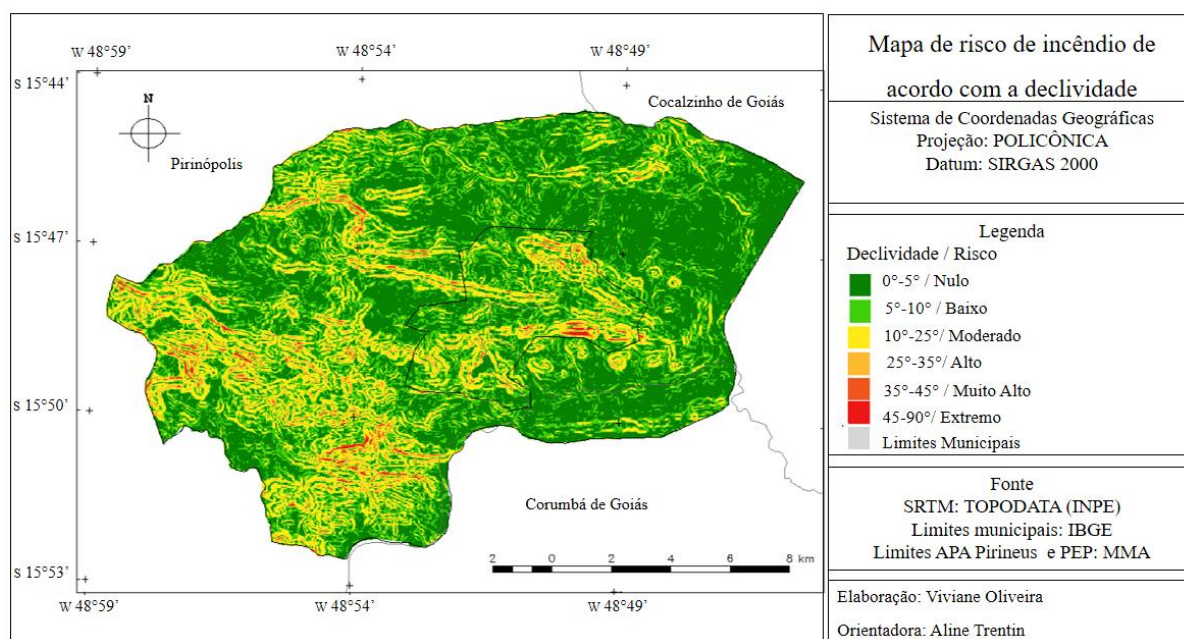 W 48°59’
W 48°54’
W 48°49’
S 15°44’
S 15°47’
S 15°50’
S 15°53’
N
Cocalzinho de Goiás
Pirinópolis
Corumbá de Goiás
2 0 2 4 6 8 km
W 48°59’
W 48°54’
W 48°49’
Mapa de risco de incêndio de
acordo com a declividade
Sistema de Coordenadas Geográficas
Projeção: POLICÔNICA
Datum: SIRGAS 2000
Legenda
Declividade / Risco
0°-5° / Nulo
5°-10° / Baixo
10°-25°/ Moderado
25°-35°/ Alto
35°-45°/ Muito Alto
45-90°/ Extremo
Limites Municipais
Fonte
SRTM: TOPODATA (INPE)
Limites municipais: IBGE
Limites APA Pirineus e PEP: MMA
Elaboração: Viviane Oliveira
Orientadora: Aline Trentin